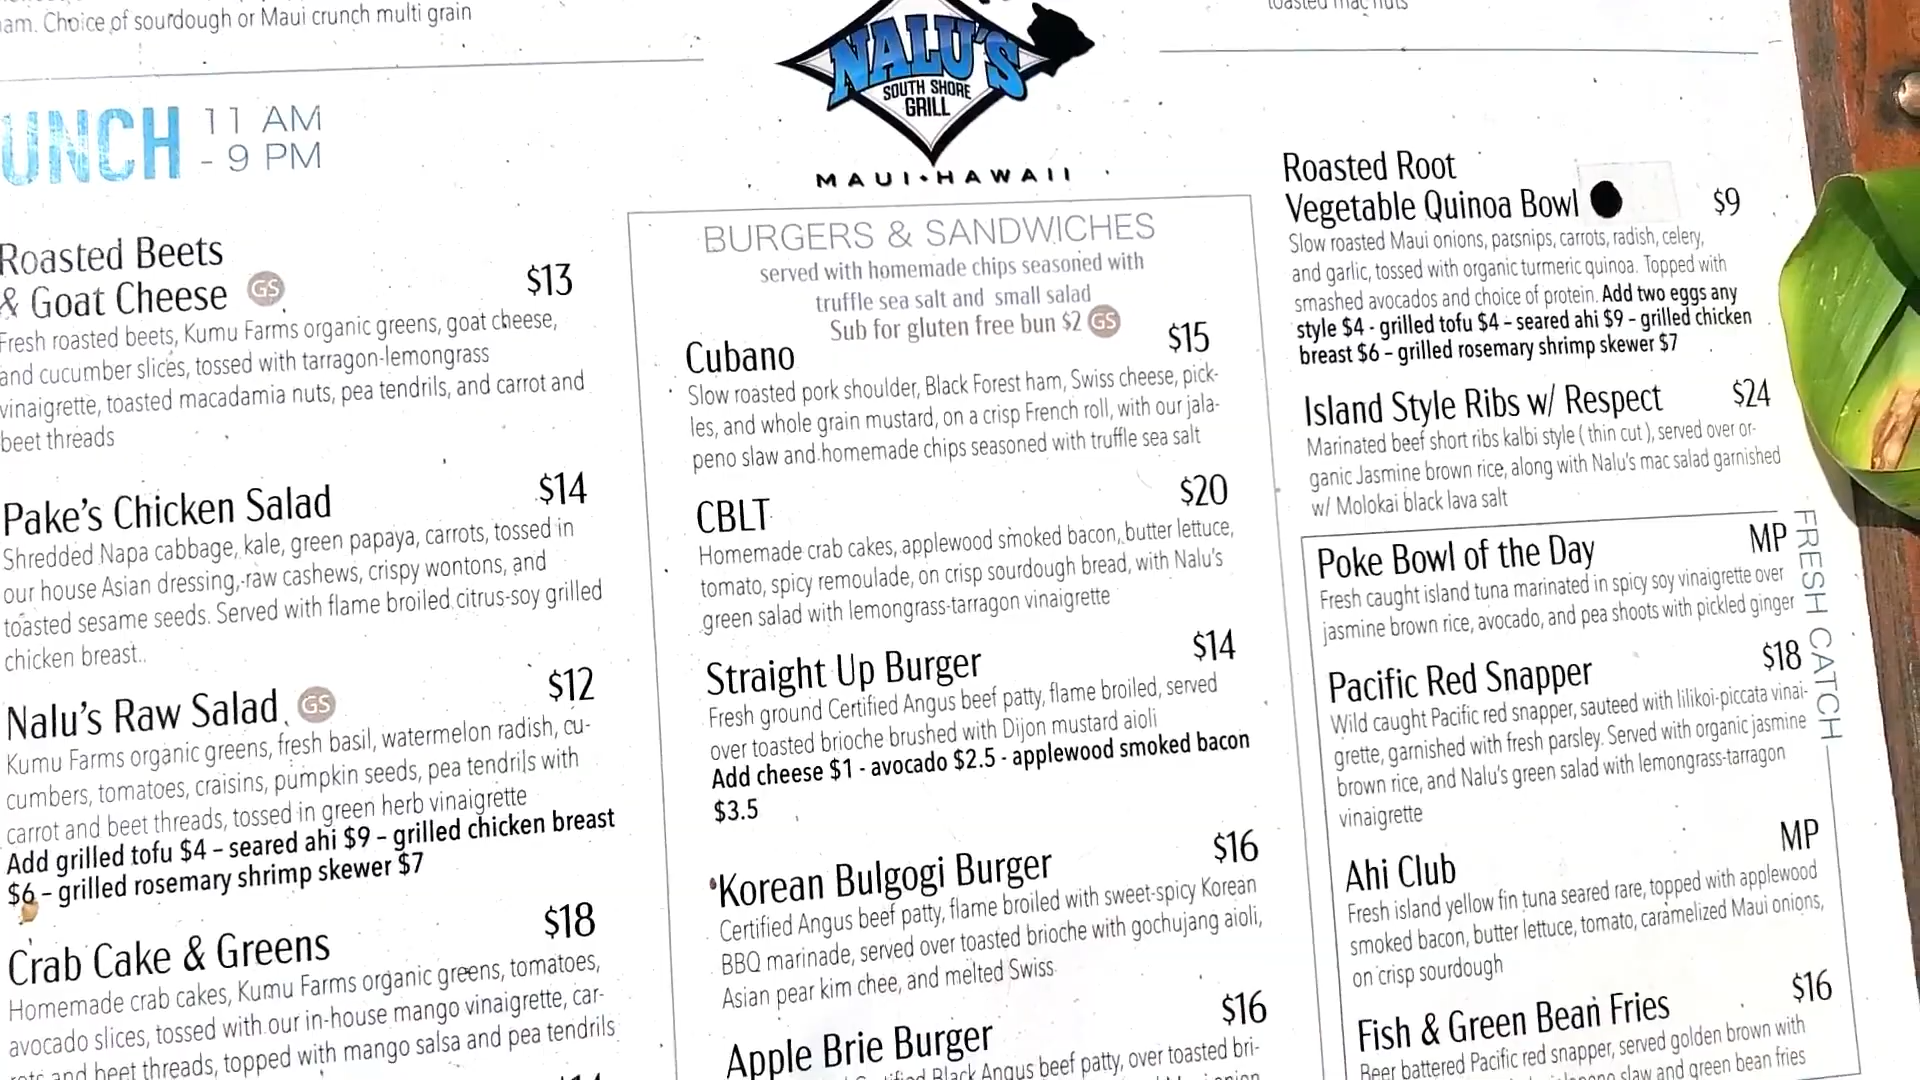 am. Choice of sourdough or Maui crunch multi grain
UNCH 11 AM
- 9 PM
Roasted Beets
& Goat Cheese GS $13
Fresh roasted beets, Kumu Farms organic greens, goat cheese,
and cucumber slices, tossed with tarragon-lemongrass
vinaigrette, toasted macadamia nuts, pea tendrils, and carrot and
beet threads
Pake's Chicken Salad $14
Shredded Napa cabbage, kale, green papaya, carrots, tossed in
our house Asian dressing, raw cashews, crispy wontons, and
toasted sesame seeds. Served with flame broiled citrus-soy grilled
chicken breast..
Nalu's Raw Salad GS $12
Kumu Farms organic greens, fresh basil, watermelon radish, cu-
cumbers, tomatoes, craisins, pumpkin seeds, pea tendrils with
carrot and beet threads, tossed in green herb vinaigrette
Add grilled tofu $4 – seared ahi $9 – grilled chicken breast
$6 – grilled rosemary shrimp skewer $7
Crab Cake & Greens $18
Homemade crab cakes, Kumu Farms organic greens, tomatoes,
avocado slices, tossed with our in-house mango vinaigrette, car-
rots and beet threads, topped with mango salsa and pea tendrils
NALU'S
SOUTH SHORE
GRILL
MAUI•HAWAII
BURGERS & SANDWICHES
served with homemade chips seasoned with
truffle sea salt and small salad
Sub for gluten free bun $2 GS
Cubano $15
Slow roasted pork shoulder, Black Forest ham, Swiss cheese, pick-
les, and whole grain mustard, on a crisp French roll, with our jala-
peno slaw and homemade chips seasoned with truffle sea salt
CBLT $20
Homemade crab cakes, applewood smoked bacon, butter lettuce,
tomato, spicy remoulade, on crisp sourdough bread, with Nalu's
green salad with lemongrass-tarragon vinaigrette
Straight Up Burger $14
Fresh ground Certified Angus beef patty, flame broiled, served
over toasted brioche brushed with Dijon mustard aioli
Add cheese $1 - avocado $2.5 - applewood smoked bacon
$3.5
Korean Bulgogi Burger $16
Certified Angus beef patty, flame broiled with sweet-spicy Korean
BBQ marinade, served over toasted brioche with gochujang aioli,
Asian pear kim chee, and melted Swiss
Apple Brie Burger $16
Certified Black Angus beef patty, over toasted bri-
toasted mac nuts
Roasted Root
Vegetable Quinoa Bowl $9
Slow roasted Maui onions, parsnips, carrots, radish, celery,
and garlic, tossed with organic turmeric quinoa. Topped with
smashed avocados and choice of protein. Add two eggs any
style $4 - grilled tofu $4 – seared ahi $9 – grilled chicken
breast $6 – grilled rosemary shrimp skewer $7
Island Style Ribs w/ Respect $24
Marinated beef short ribs kalbi style ( thin cut ), served over or-
ganic Jasmine brown rice, along with Nalu's mac salad garnished
w/ Molokai black lava salt
FRESH CATCH
Poke Bowl of the Day MP
Fresh caught island tuna marinated in spicy soy vinaigrette over
jasmine brown rice, avocado, and pea shoots with pickled ginger
Pacific Red Snapper $18
Wild caught Pacific red snapper, sauteed with lilikoi-piccata vinai-
grette, garnished with fresh parsley. Served with organic jasmine
brown rice, and Nalu's green salad with lemongrass-tarragon
vinaigrette
Ahi Club MP
Fresh island yellow fin tuna seared rare, topped with applewood
smoked bacon, butter lettuce, tomato, caramelized Maui onions,
on crisp sourdough
Fish & Green Bean Fries $16
Beer battered Pacific red snapper, served golden brown with
slaw and green bean fries